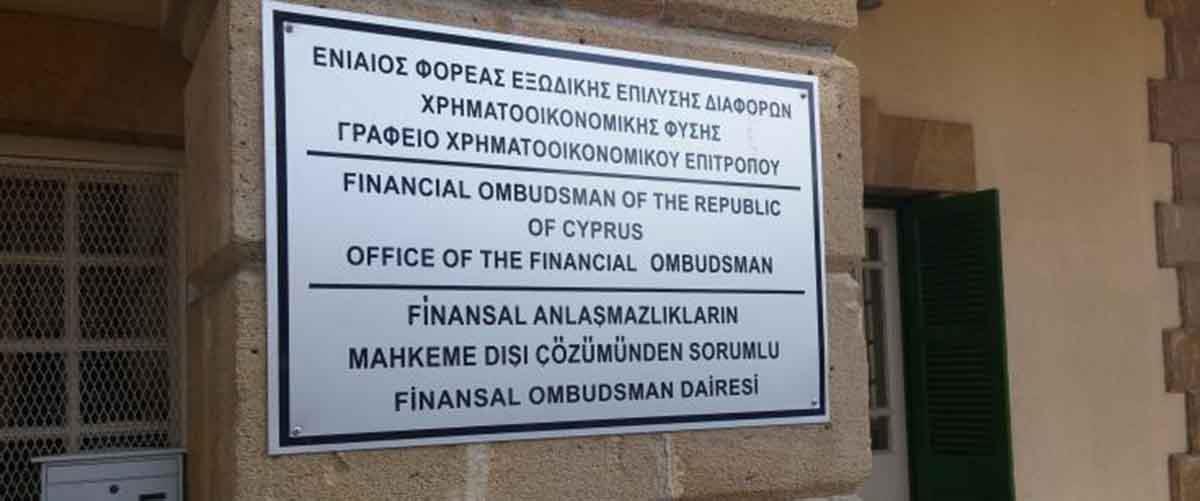 ΕΝΙΑΙΟΣ ΦΟΡΕΑΣ ΕΞΩΔΙΚΗΣ ΕΠΙΛΥΣΗΣ ΔΙΑΦΟΡΩΝ
ΧΡΗΜΑΤΟΟΙΚΟΝΟΜΙΚΗΣ ΦΥΣΗΣ
ΓΡΑΦΕΙΟ ΧΡΗΜΑΤΟΟΙΚΟΝΟΜΙΚΟΥ ΕΠΙΤΡΟΠΟΥ
FINANCIAL OMBUDSMAN OF THE REPUBLIC
OF CYPRUS
OFFICE OF THE FINANCIAL OMBUDSMAN
FİNANSAL ANLAŞMAZLIKLARIN
MAHKEME DIŞI ÇÖZÜMÜNDEN SORUMLU
FİNANSAL OMBUDSMAN DAİRESİ